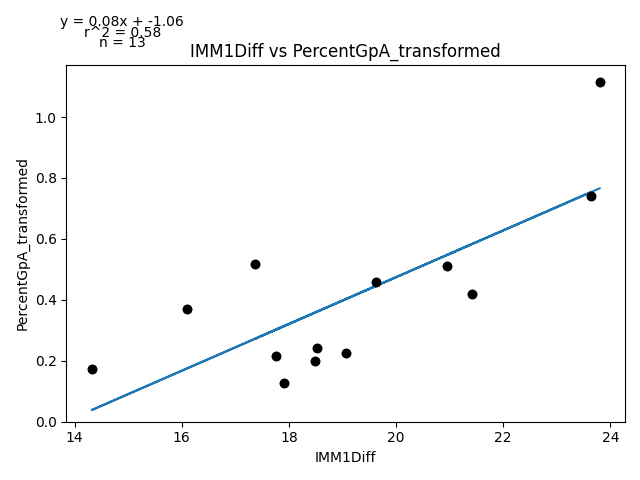 y = 0.08x + -1.06
r^2 = 0.58
n = 13
IMM1Diff vs PercentGpA_transformed
PercentGpA_transformed
1.0
0.8
0.6
0.4
0.2
0.0
14 16 18 20 22 24
IMM1Diff